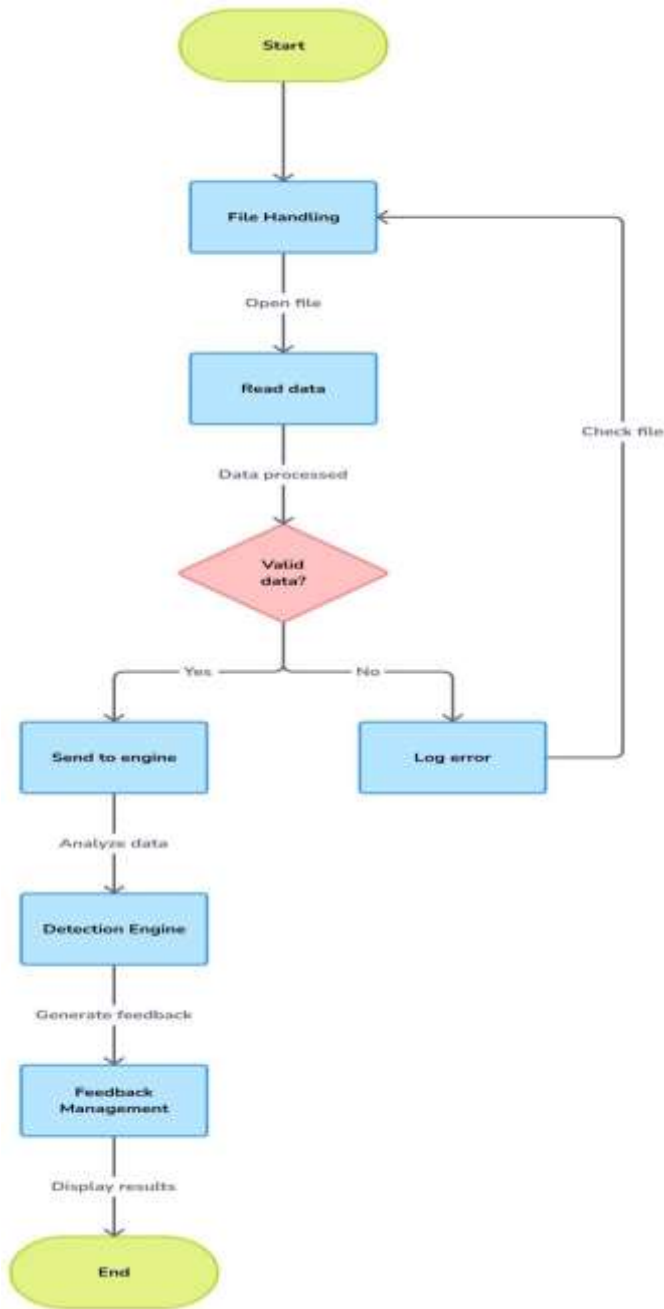 Start
File Handling
Open file
Read data
Check file
Data processed
Valid
data?
Yes
No
Send to engine
Log error
Analyze data
Detection Engine
Generate feedback
Feedback
Management
Display results
End